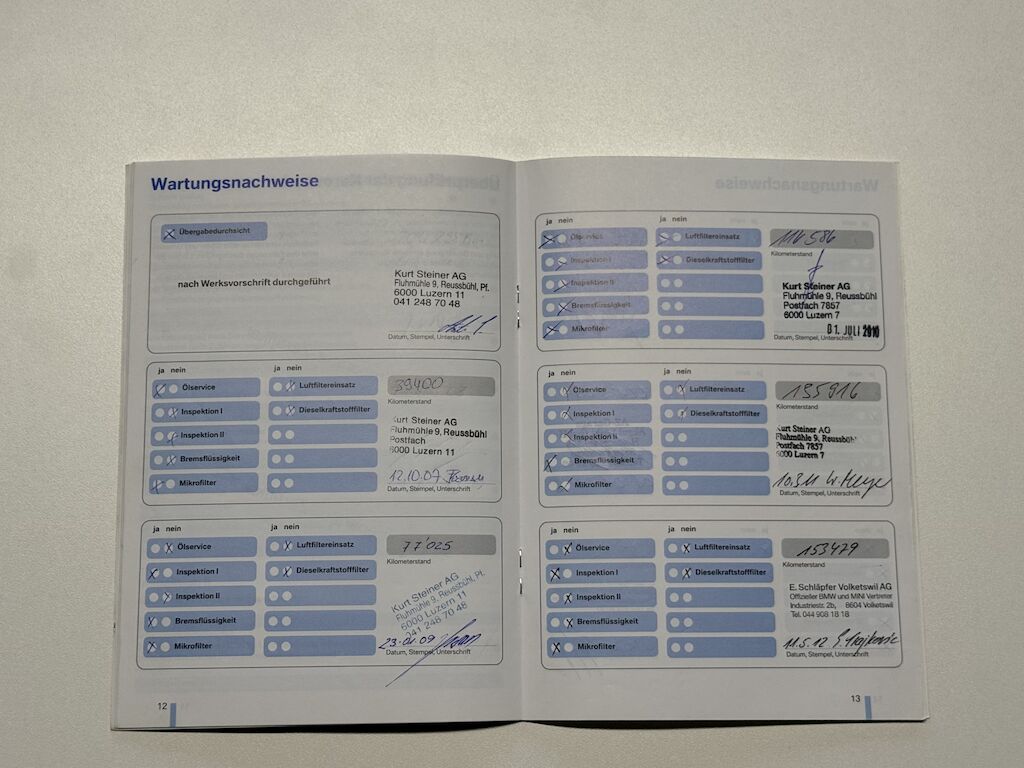 Wartungsnachweise
Übergabedurchsicht
nach Werksvorschrift durchgeführt
Kurt Steiner AG
Fluhmühle 9, Reussbühl, Pf.
6000 Luzern 11
041 248 70 48
Datum, Stempel, Unterschrift
ja nein
ja nein
Ölservice
Luftfiltereinsatz
39400
Kilometerstand
Inspektion I
Dieselkraftstofffilter
Inspektion II
Bremsflüssigkeit
Mikrofilter
Kurt Steiner AG
Fluhmühle 9, Reussbühl
Postfach
6000 Luzern 11
12.10.07
Datum, Stempel, Unterschrift
ja nein
ja nein
Ölservice
Luftfiltereinsatz
77'025
Kilometerstand
Inspektion I
Dieselkraftstofffilter
Inspektion II
Bremsflüssigkeit
Mikrofilter
Kurt Steiner AG
Fluhmühle 9, Reussbühl, Pf.
6000 Luzern 11
041 248 70 48
23.01.09
Datum, Stempel, Unterschrift
12
ja nein
ja nein
Ölservice
Luftfiltereinsatz
116 586
Kilometerstand
Inspektion I
Dieselkraftstofffilter
Inspektion II
Bremsflüssigkeit
Mikrofilter
Kurt Steiner AG
Fluhmühle 9, Reussbühl
Postfach 7857
6000 Luzern 7
01. JULI 2010
Datum, Stempel, Unterschrift
ja nein
ja nein
Ölservice
Luftfiltereinsatz
135916
Kilometerstand
Inspektion I
Dieselkraftstofffilter
Inspektion II
Bremsflüssigkeit
Mikrofilter
Kurt Steiner AG
Fluhmühle 9, Reussbühl
Postfach 7857
6000 Luzern 7
10.3.11
Datum, Stempel, Unterschrift
ja nein
ja nein
Ölservice
Luftfiltereinsatz
153479
Kilometerstand
Inspektion I
Dieselkraftstofffilter
Inspektion II
Bremsflüssigkeit
Mikrofilter
E. Schläpfer Volketswil AG
Offizieller BMW und MINI Vertreter
Industriestr. 2b, 8604 Volketswil
Tel. 044 908 18 18
11.5.12
Datum, Stempel, Unterschrift
13